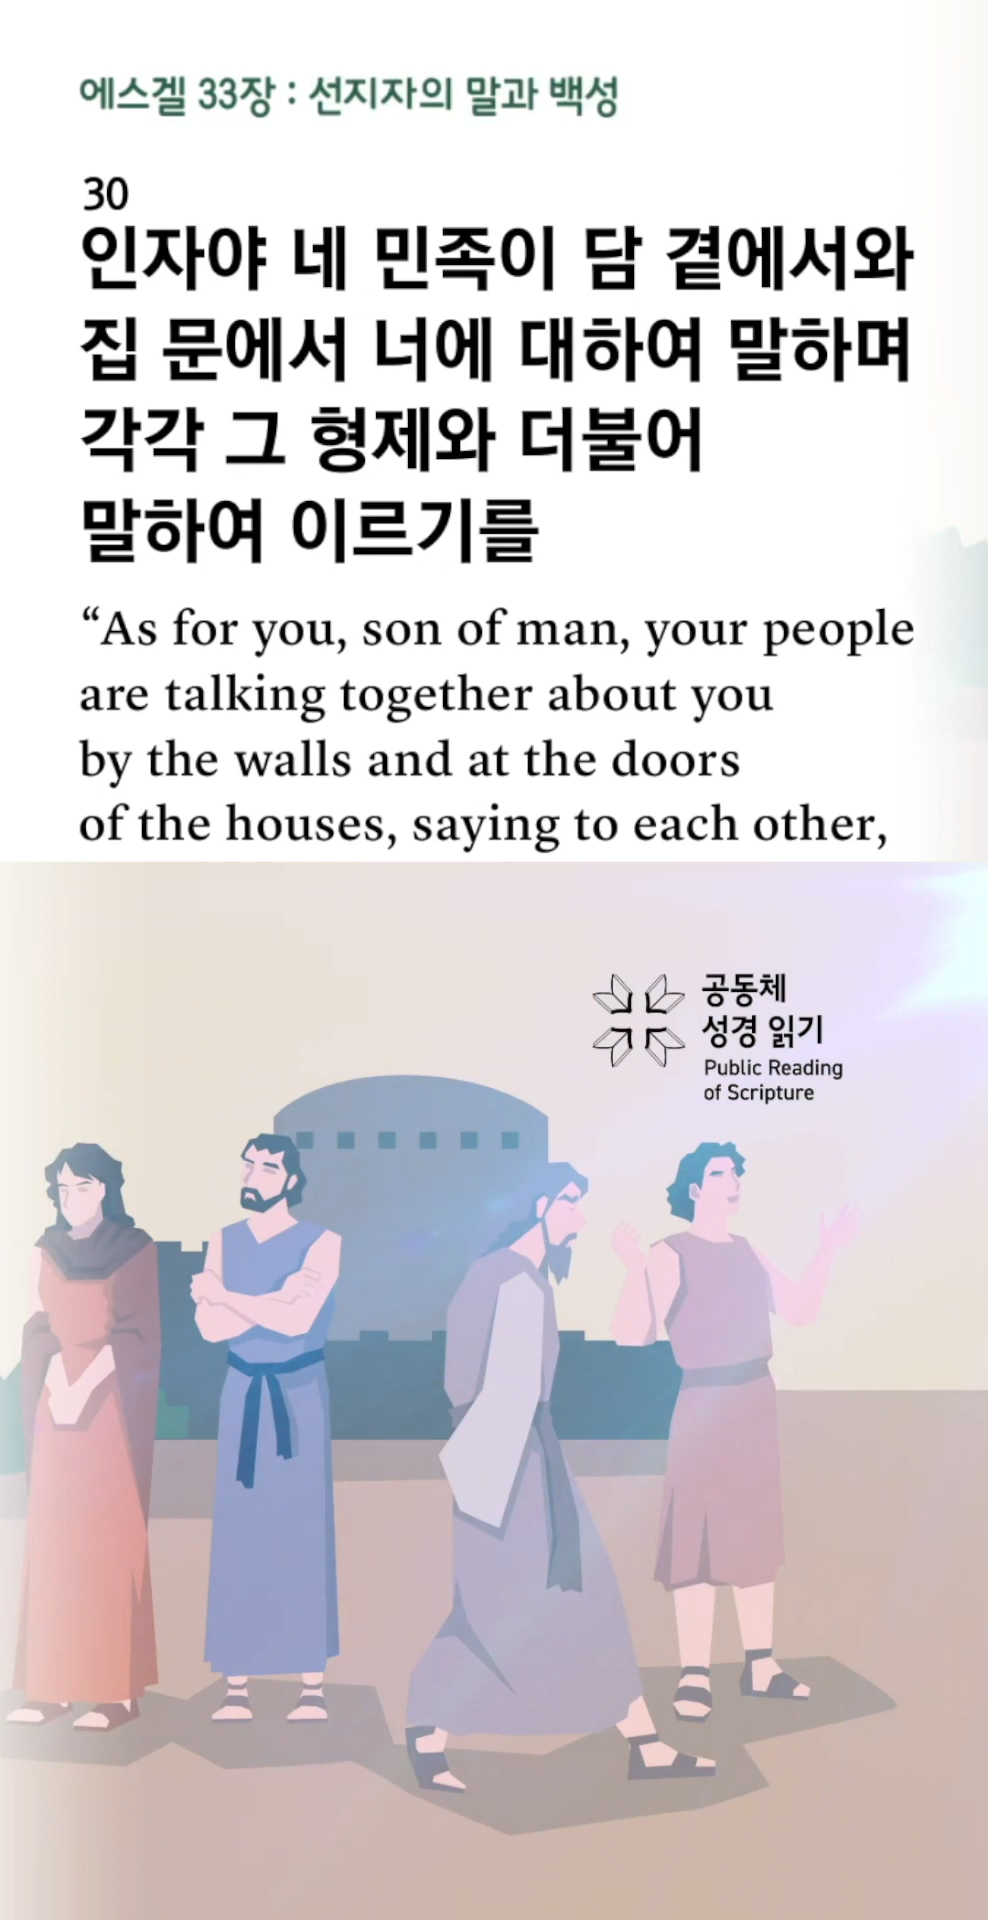 에스겔 33장 : 선지자의 말과 백성
30
인자야 네 민족이 담 곁에서와
집 문에서 너에 대하여 말하며
각각 그 형제와 더불어
말하여 이르기를
“As for you, son of man, your people
are talking together about you
by the walls and at the doors
of the houses, saying to each other,
공동체
성경 읽기
Public Reading
of Scripture